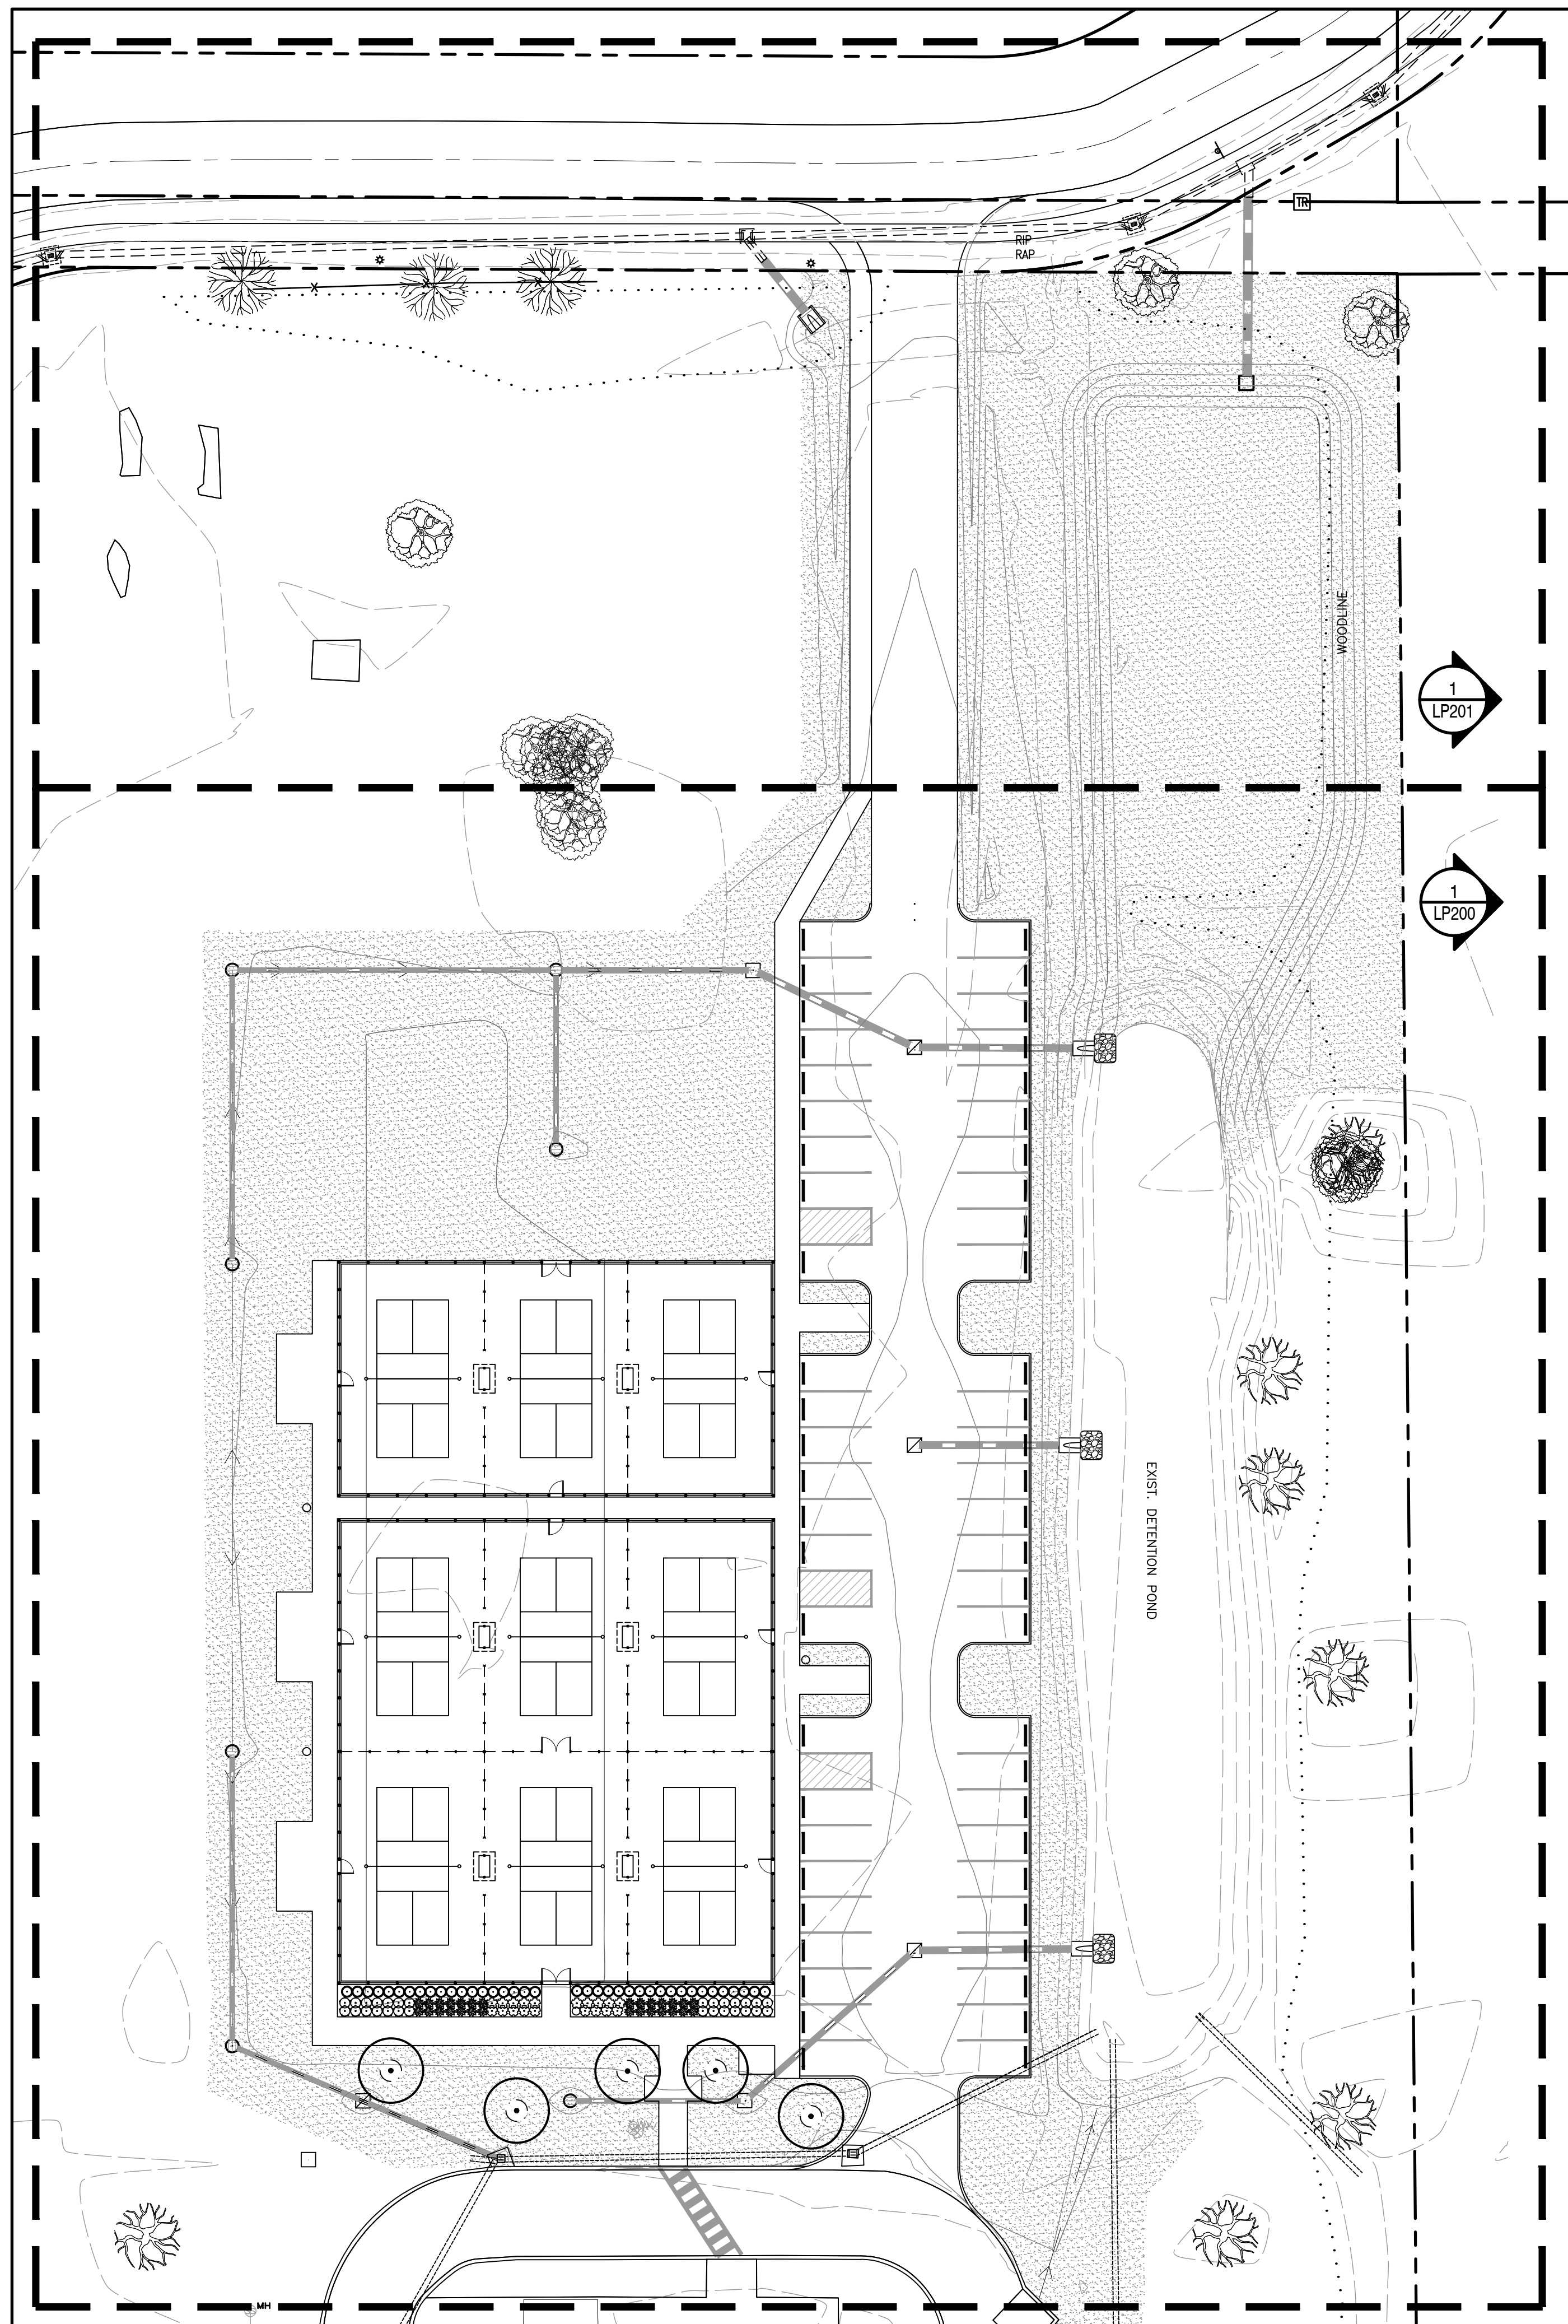 TR
RIP
RAP
X
X
X
WOODLINE
1
LP201
1
LP200
EXIST. DETENTION POND
MH